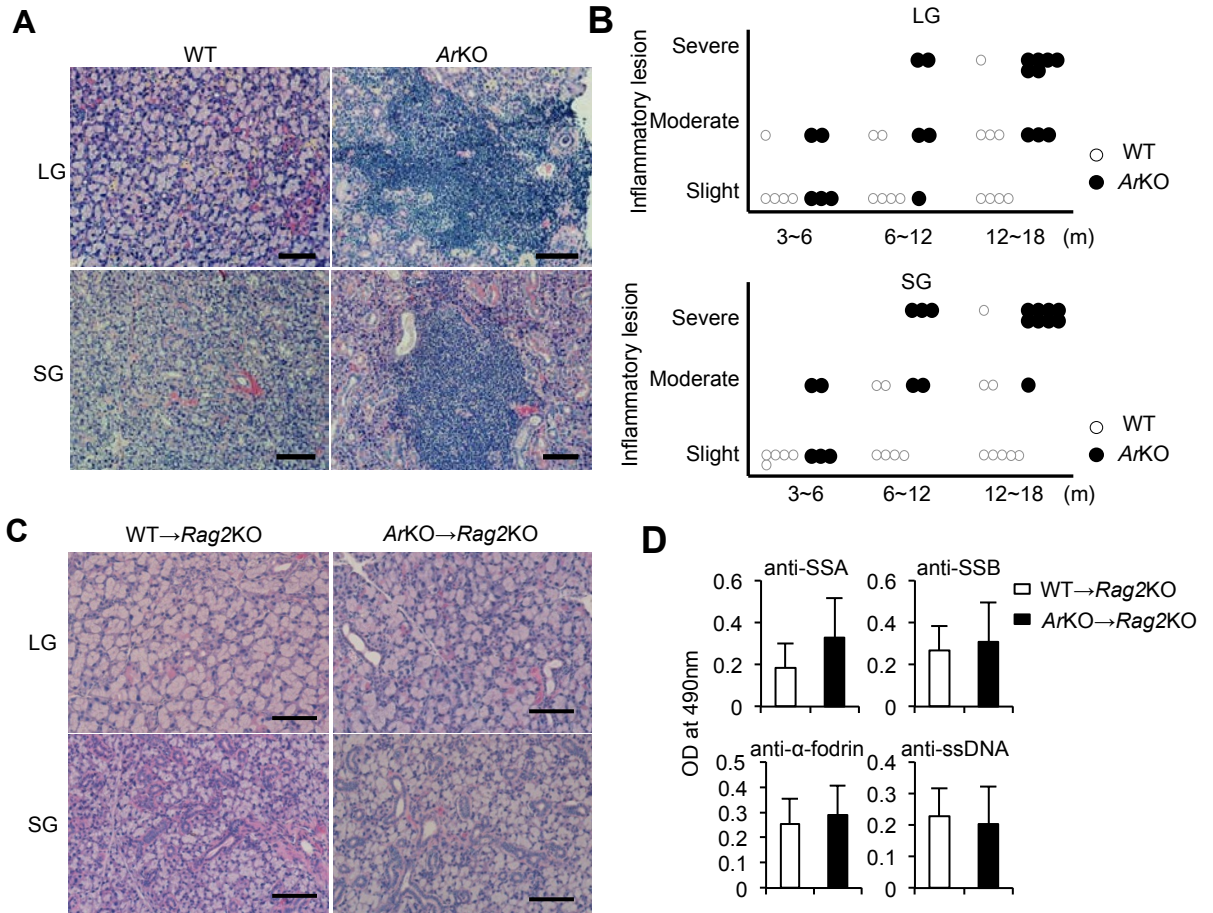 A
WT
ArKO
LG
SG
B
LG
Inflammatory lesion
Severe
Moderate
Slight
3~6
6~12
12~18
(m)
WT
ArKO
SG
Inflammatory lesion
Severe
Moderate
Slight
3~6
6~12
12~18
(m)
WT
ArKO
C
WT→Rag2KO
ArKO→Rag2KO
LG
SG
D
OD at 490nm
anti-SSA
0.6
0.4
0.2
0
anti-SSB
0.6
0.4
0.2
0
WT→Rag2KO
ArKO→Rag2KO
anti-α-fodrin
0.5
0.4
0.3
0.2
0.1
0
anti-ssDNA
0.4
0.3
0.2
0.1
0